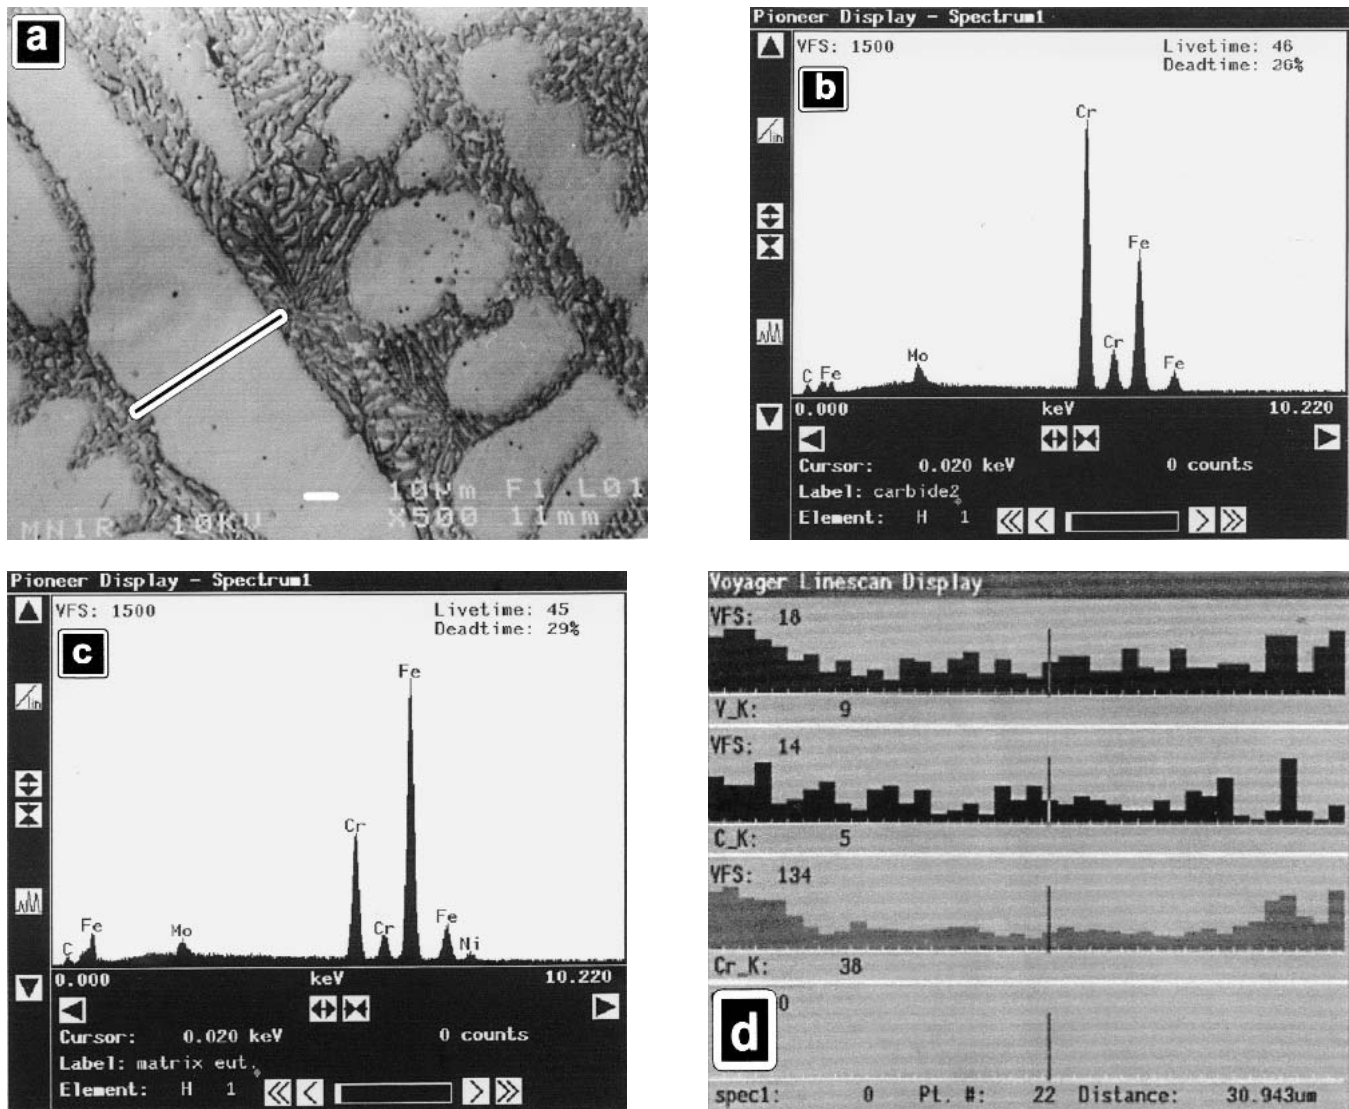 a
10μm F1 L01
MN1R 10KV X500 11mm
Pioneer Display - Spectrum1
VFS: 1500
Livetime: 46
Deadtime: 26%
b
Cr
Fe
Mo
Cr
Fe
C Fe
0.000 keV 10.220
Cursor: 0.020 keV 0 counts
Label: carbide2
Element: H 1
Pioneer Display - Spectrum1
VFS: 1500
Livetime: 45
Deadtime: 29%
c
Fe
Cr
Fe
Mo
Cr
Fe
Ni
C
0.000 keV 10.220
Cursor: 0.020 keV 0 counts
Label: matrix eut.
Element: H 1
Voyager Linescan Display
VFS: 18
V_K: 9
VFS: 14
C_K: 5
VFS: 134
Cr_K: 38
0
d
spec1: 0 Pt. #: 22 Distance: 30.943um